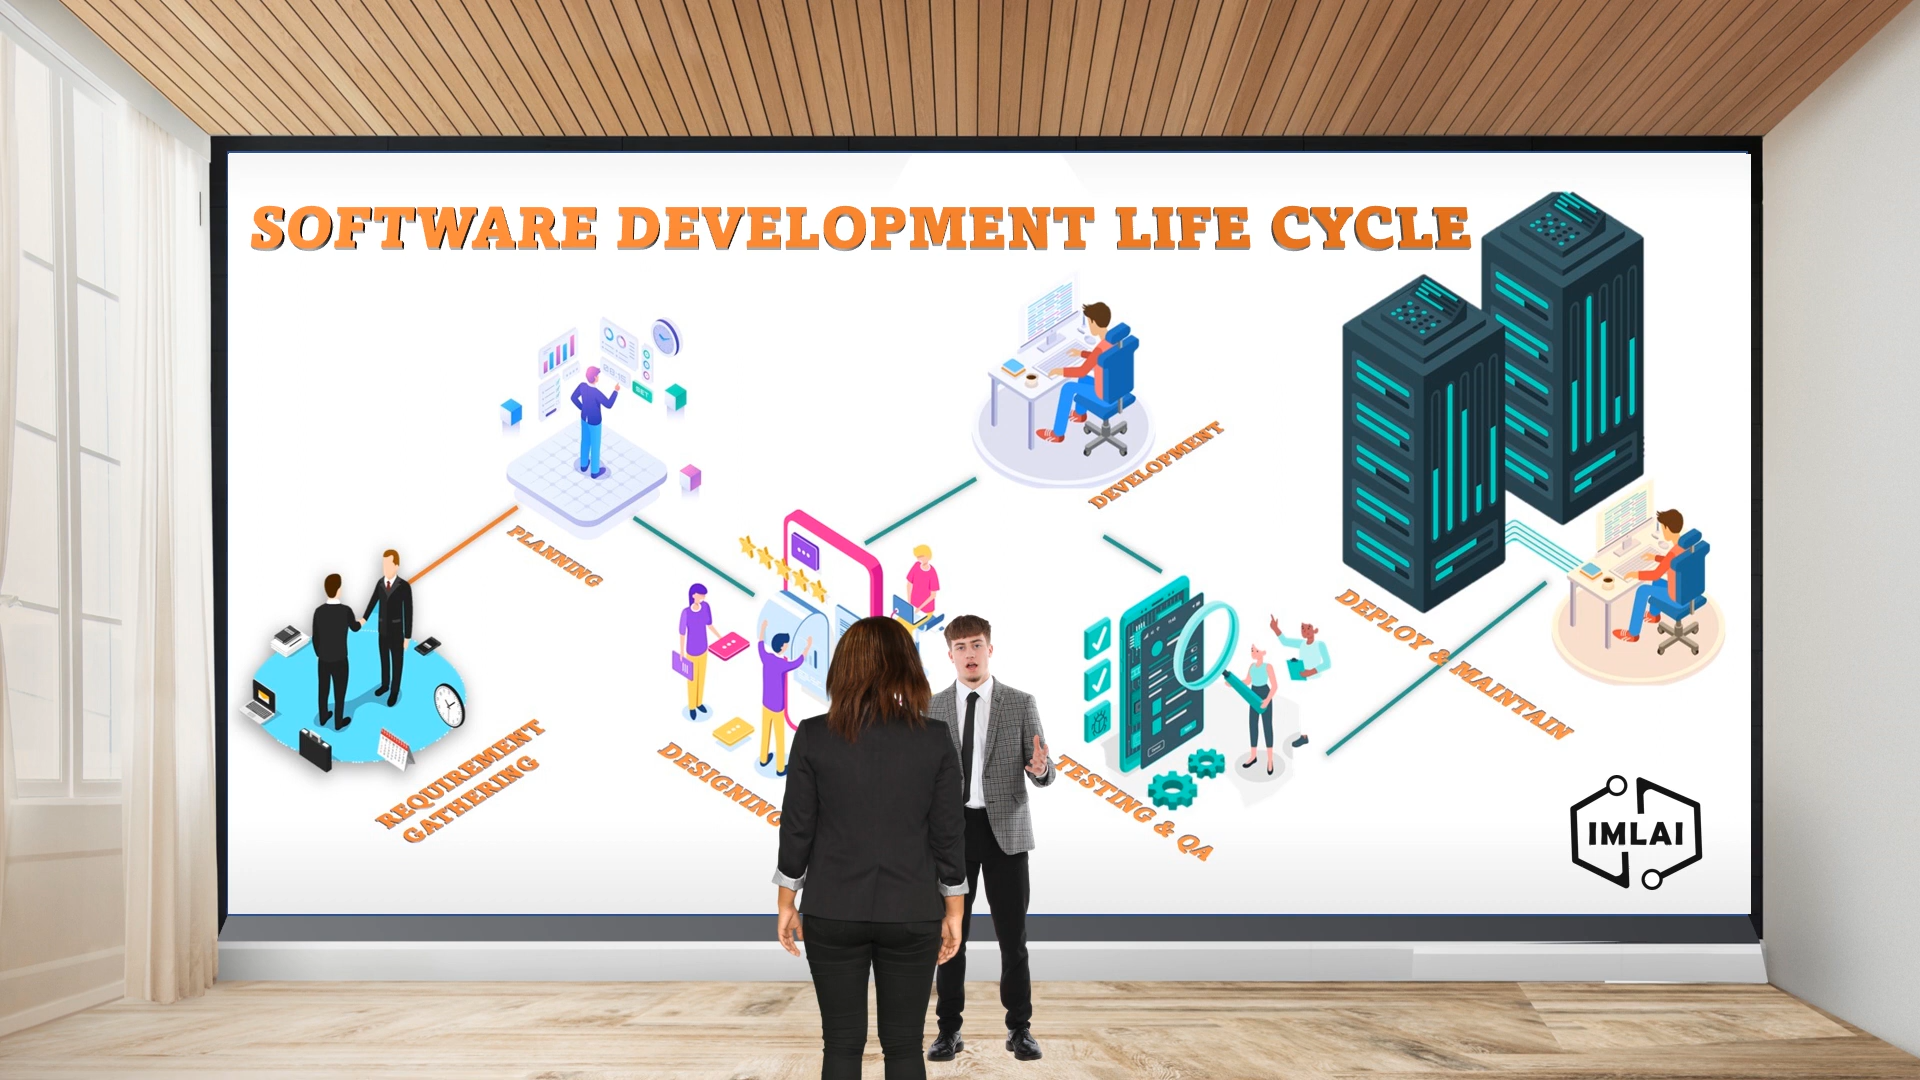 SOFTWARE DEVELOPMENT LIFE CYCLE
DEVELOPMENT
PLANNING
DEPLOY & MAINTAIN
REQUIREMENT
GATHERING
DESIGNING
TESTING & QA
IMLAI